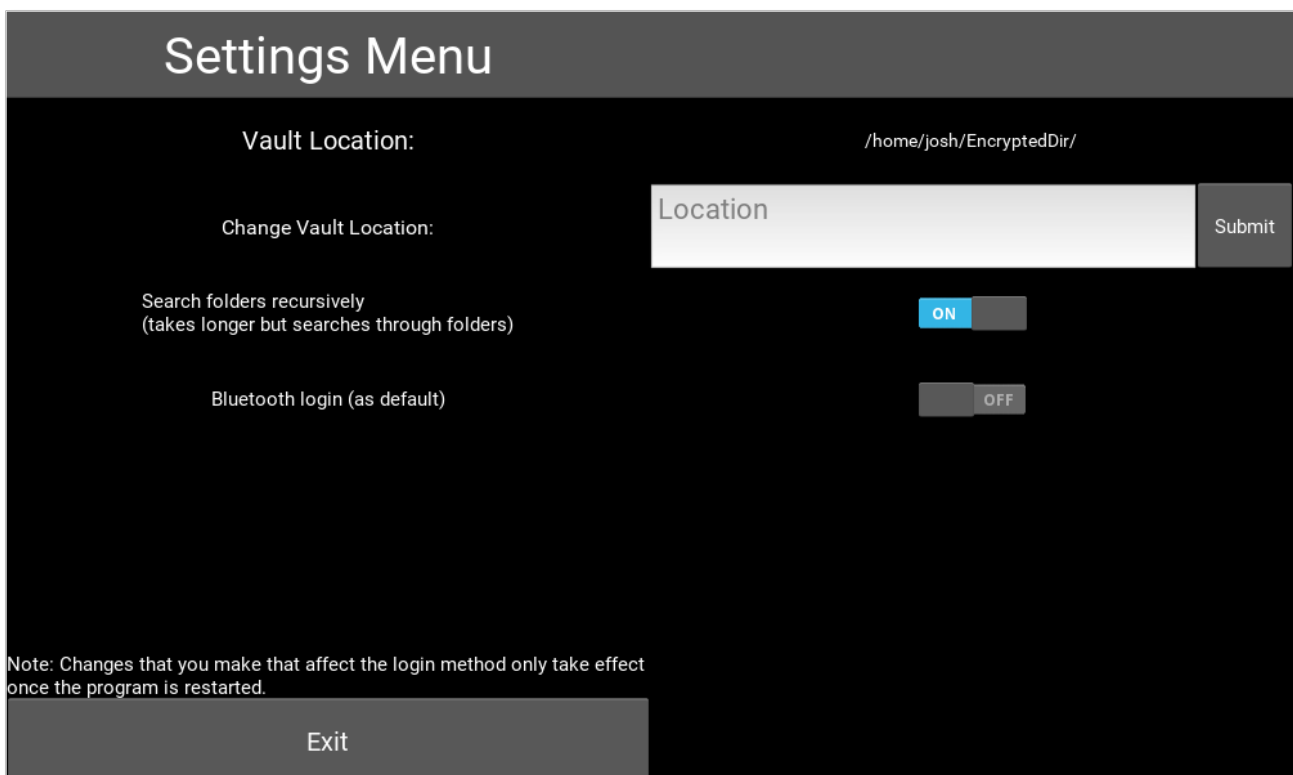 Settings Menu
Vault Location:
/home/josh/EncryptedDir/
Change Vault Location:
Location
Submit
Search folders recursively
(takes longer but searches through folders)
ON
Bluetooth login (as default)
OFF
Note: Changes that you make that affect the login method only take effect
once the program is restarted.
Exit